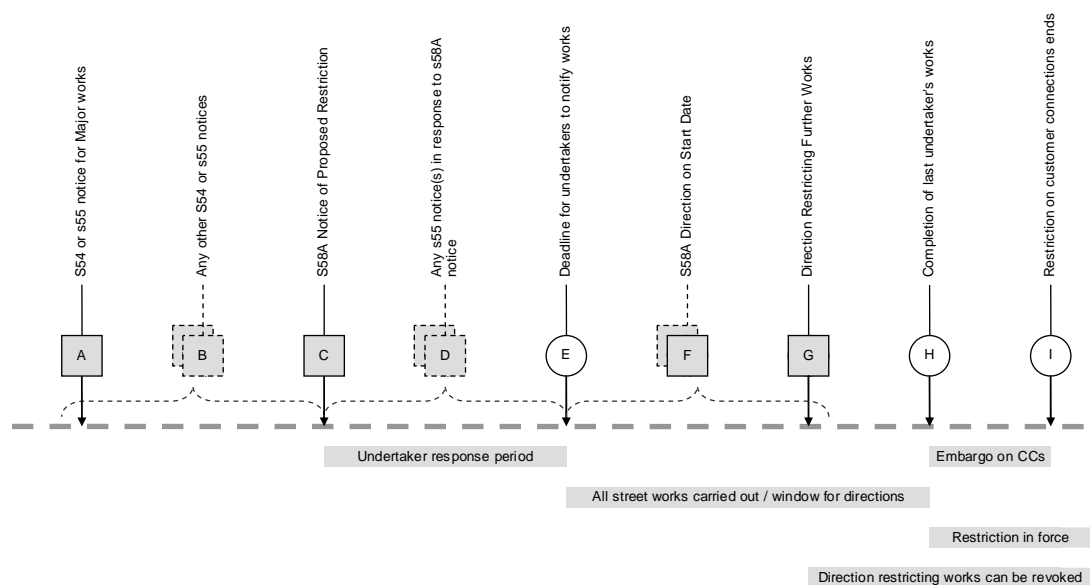 S54 or s55 notice for Major works
Any other S54 or s55 notices
S58A Notice of Proposed Restriction
Any s55 notice(s) in response to s58A
notice
Deadline for undertakers to notify works
S58A Direction on Start Date
Direction Restricting Further Works
Completion of last undertaker's works
Restriction on customer connections ends
A
B
C
D
E
F
G
H
I
Undertaker response period
Embargo on CCs
All street works carried out / window for directions
Restriction in force
Direction restricting works can be revoked